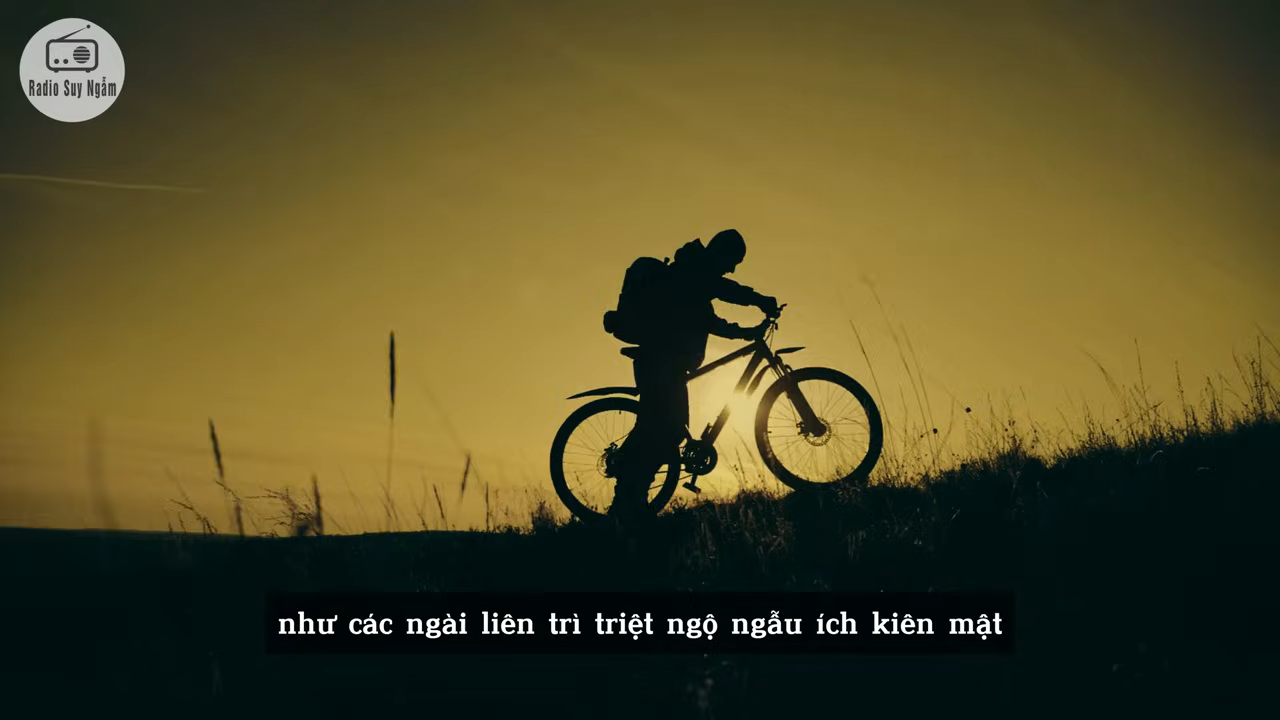 Radio Suy Ngẫm
như các ngài liên trì triệt ngộ ngẫu ích kiên mật